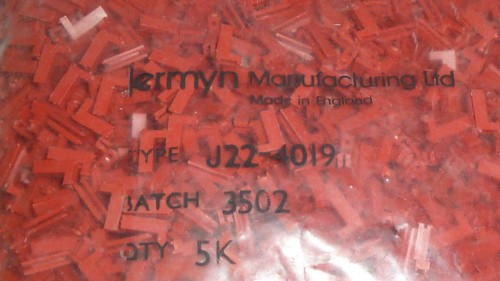 Jermyn Manufacturing Ltd
Made in England
TYPE J22-4019
BATCH 3502
QTY 5K